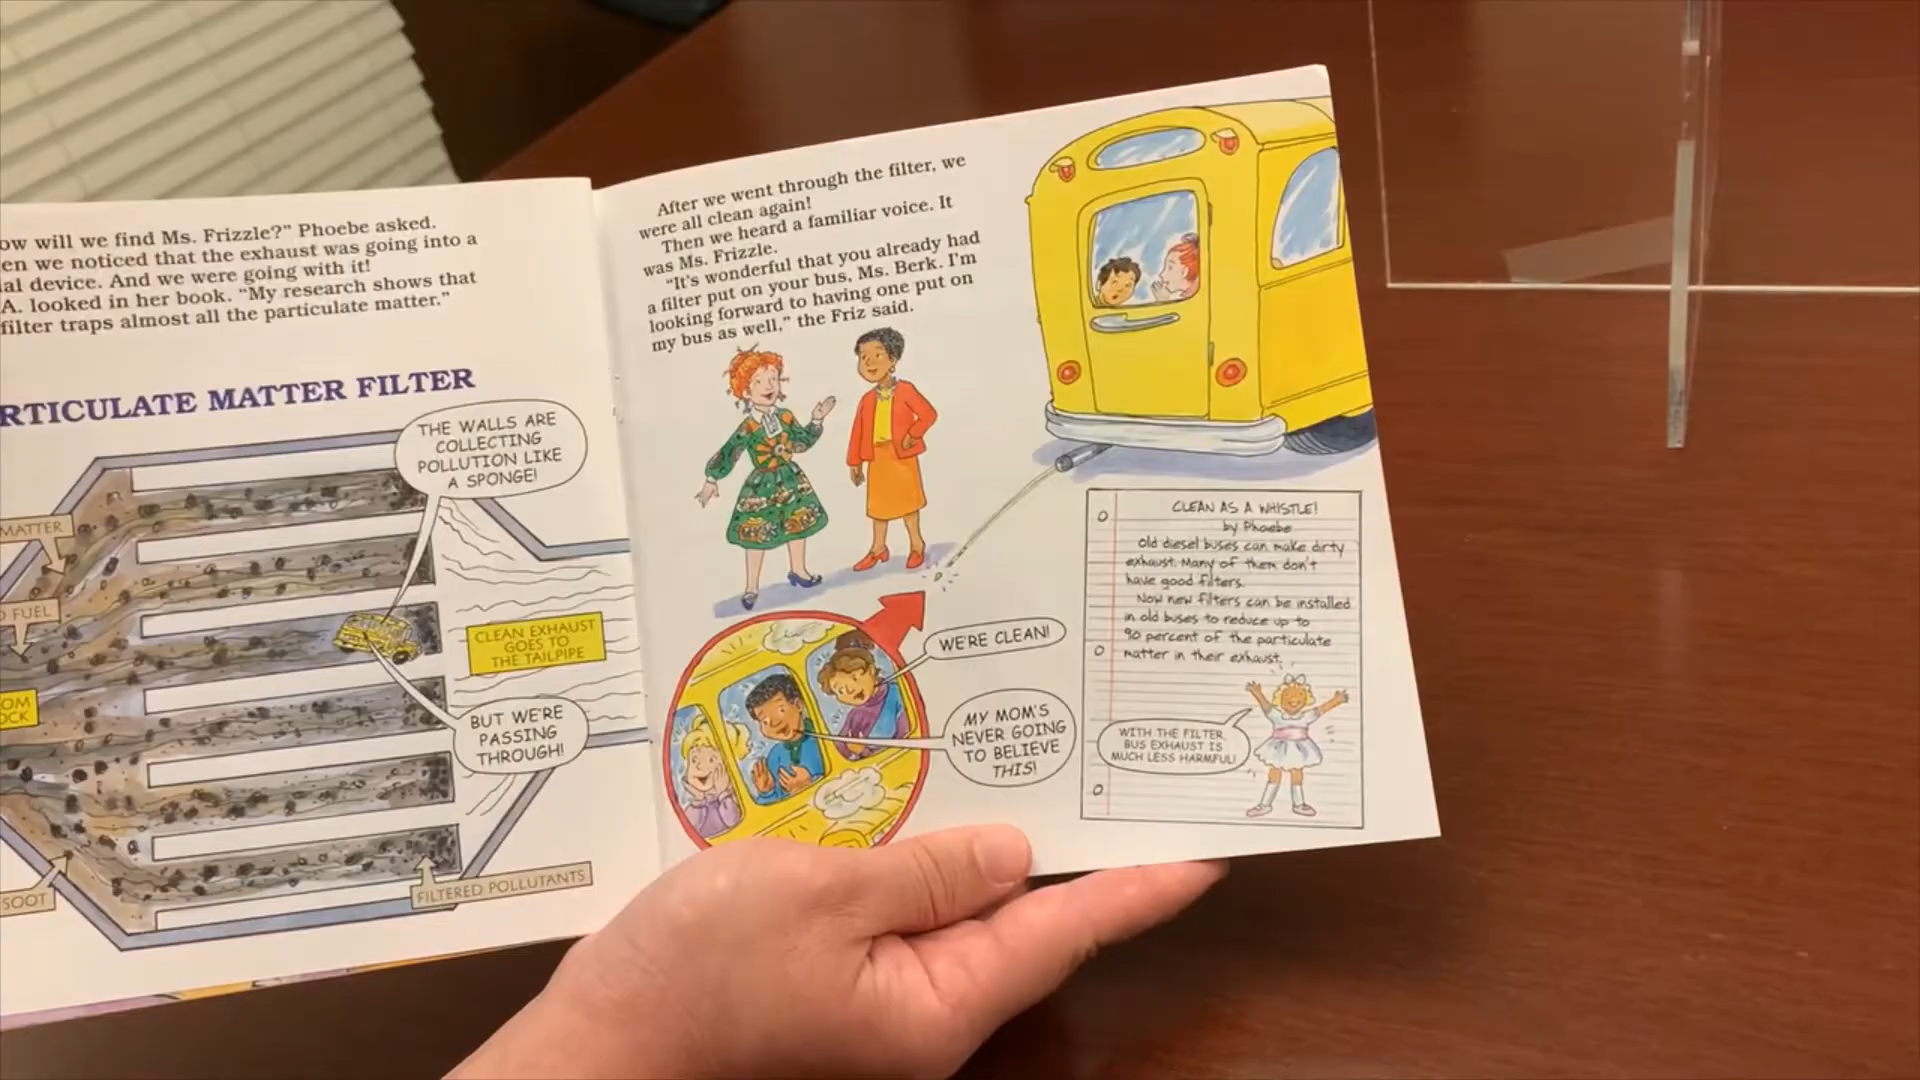 ow will we find Ms. Frizzle?" Phoebe asked.
en we noticed that the exhaust was going into a
al device. And we were going with it!
A. looked in her book. "My research shows that
filter traps almost all the particulate matter."
RTICULATE MATTER FILTER
THE WALLS ARE
COLLECTING
POLLUTION LIKE
A SPONGE!
MATTER
D FUEL
CLEAN EXHAUST
GOES TO
THE TAILPIPE
OM
OCK
BUT WE'RE
PASSING
THROUGH!
SOOT
FILTERED POLLUTANTS
After we went through the filter, we
were all clean again!
Then we heard a familiar voice. It
was Ms. Frizzle.
"It's wonderful that you already had
a filter put on your bus, Ms. Berk. I'm
looking forward to having one put on
my bus as well," the Friz said.
WE'RE CLEAN!
MY MOM'S
NEVER GOING
TO BELIEVE
THIS!
CLEAN AS A WHISTLE!
by Phoebe
Old diesel buses can make dirty
exhaust. Many of them don't
have good filters.
Now new filters can be installed
in old buses to reduce up to
90 percent of the particulate
matter in their exhaust.
WITH THE FILTER,
BUS EXHAUST IS
MUCH LESS HARMFUL!